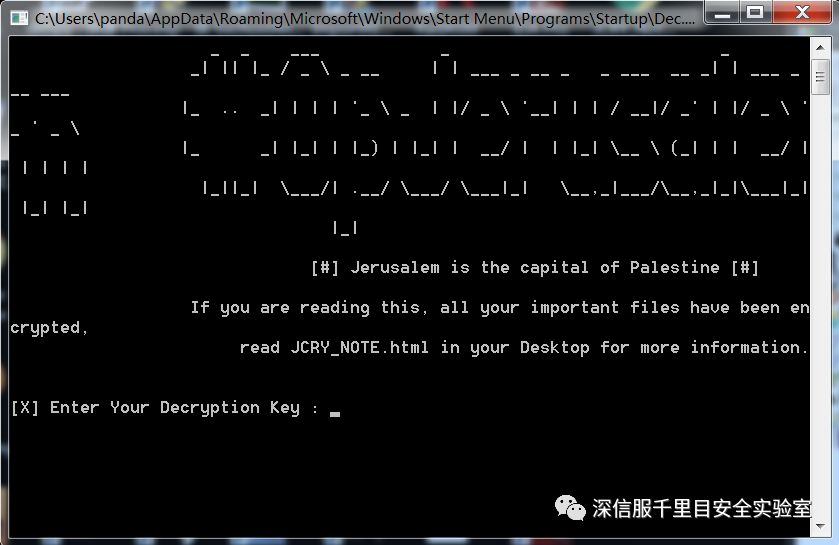 C:\Users\panda\AppData\Roaming\Microsoft\Windows\Start Menu\Programs\Startup\Dec....
[#] Jerusalem is the capital of Palestine [#]
If you are reading this, all your important files have been en
crypted,
read JCRY_NOTE.html in your Desktop for more information.
[X] Enter Your Decryption Key : _
深信服千里目安全实验室